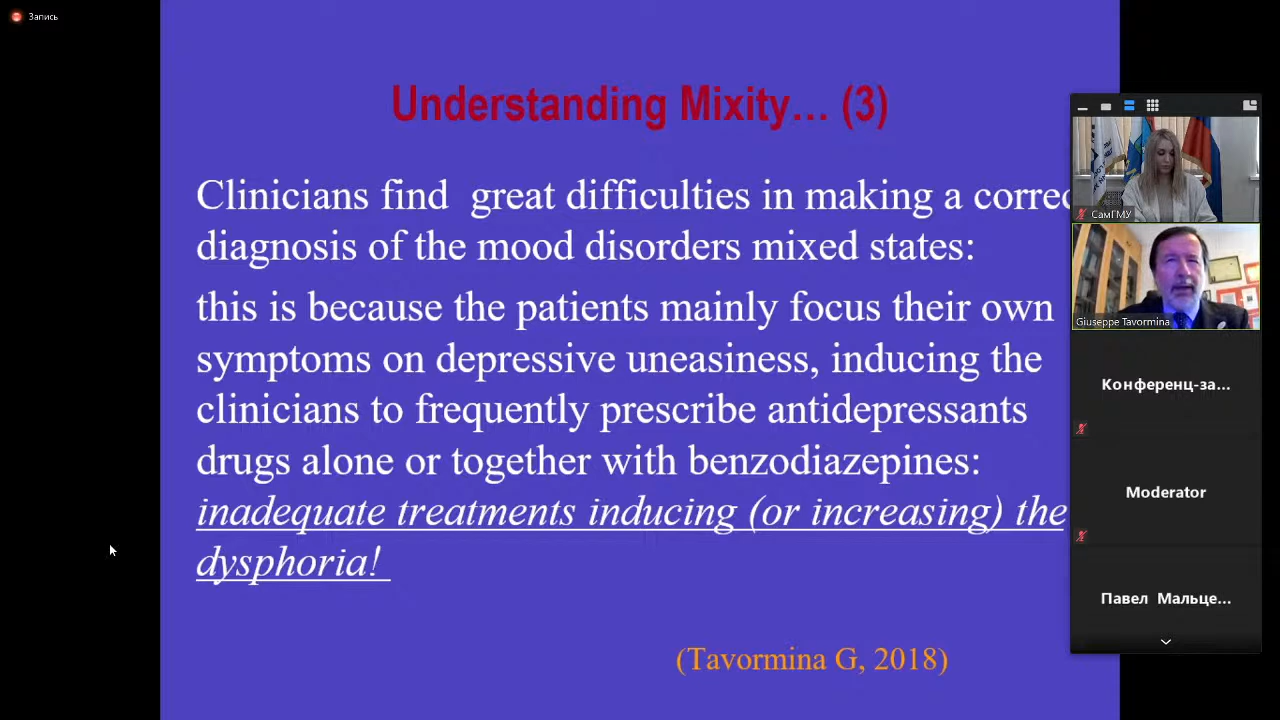 Запись
Understanding Mixity… (3)
Clinicians find great difficulties in making a
diagnosis of the mood disorders mixed states:
this is because the patients mainly focus their own
symptoms on depressive uneasiness, inducing the
clinicians to frequently prescribe antidepressants
drugs alone or together with benzodiazepines:
inadequate treatments inducing (or increasing) the
dysphoria!
(Tavormina G, 2018)
СамГМУ
Giuseppe Tavormina
Конференц-за...
Moderator
Павел Мальце...